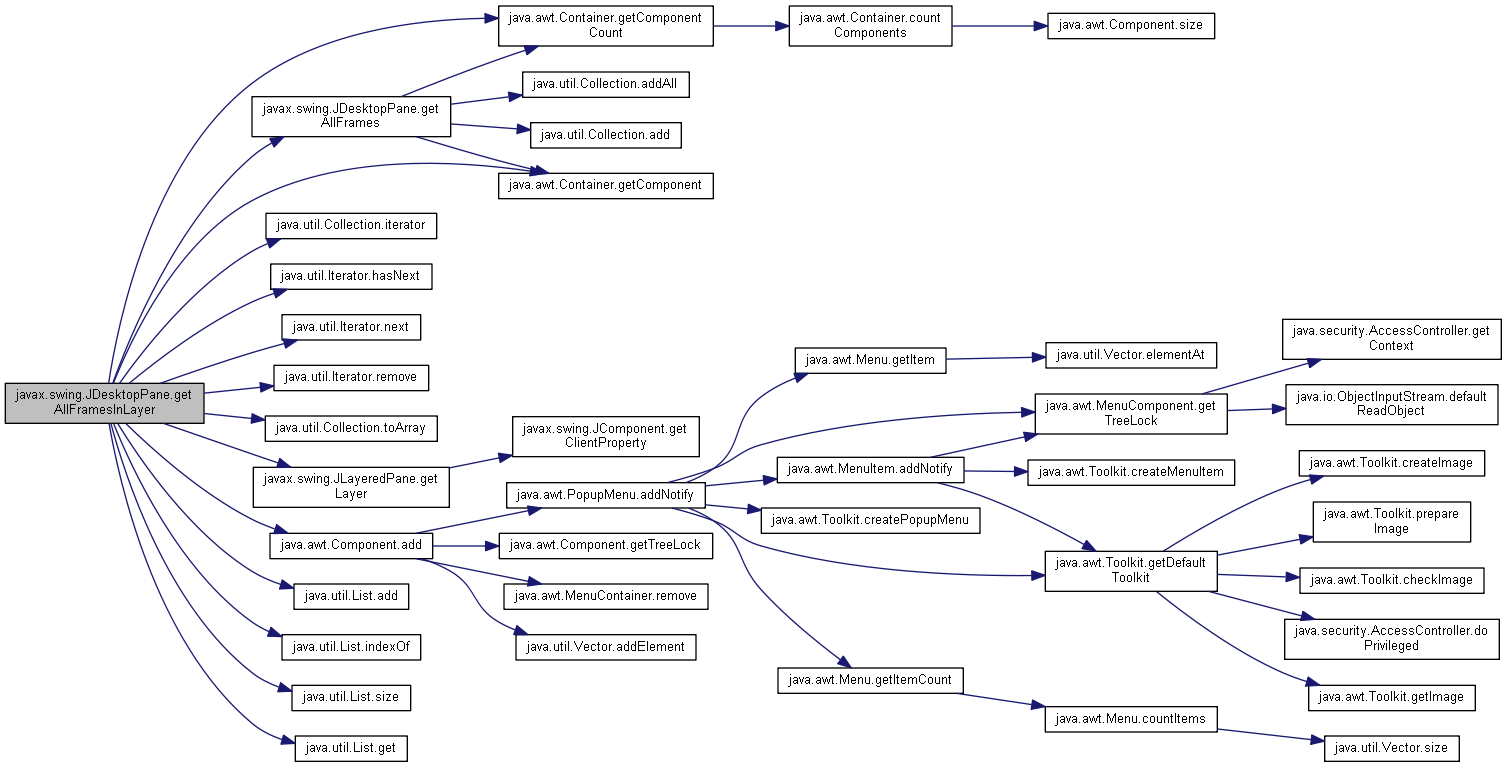 java.awt.Container.getComponent
Count
java.awt.Container.count
Components
java.awt.Component.size
java.util.Collection.addAll
javax.swing.JDesktopPane.get
AllFrames
java.util.Collection.add
java.awt.Container.getComponent
java.util.Collection.iterator
java.util.Iterator.hasNext
java.util.Iterator.next
java.util.Iterator.remove
java.util.Collection.toArray
javax.swing.JDesktopPane.get
AllFramesInLayer
javax.swing.JLayeredPane.get
Layer
javax.swing.JComponent.get
ClientProperty
java.awt.Component.add
java.awt.PopupMenu.addNotify
java.awt.Component.getTreeLock
java.awt.MenuContainer.remove
java.util.Vector.addElement
java.util.List.add
java.util.List.indexOf
java.util.List.size
java.util.List.get
java.awt.Menu.getItem
java.util.Vector.elementAt
java.awt.MenuComponent.get
TreeLock
java.security.AccessController.get
Context
java.io.ObjectInputStream.default
ReadObject
java.awt.MenuItem.addNotify
java.awt.Toolkit.createMenuItem
java.awt.Toolkit.createPopupMenu
java.awt.Toolkit.getDefault
Toolkit
java.awt.Toolkit.createImage
java.awt.Toolkit.prepare
Image
java.awt.Toolkit.checkImage
java.security.AccessController.do
Privileged
java.awt.Toolkit.getImage
java.awt.Menu.getItemCount
java.awt.Menu.countItems
java.util.Vector.size